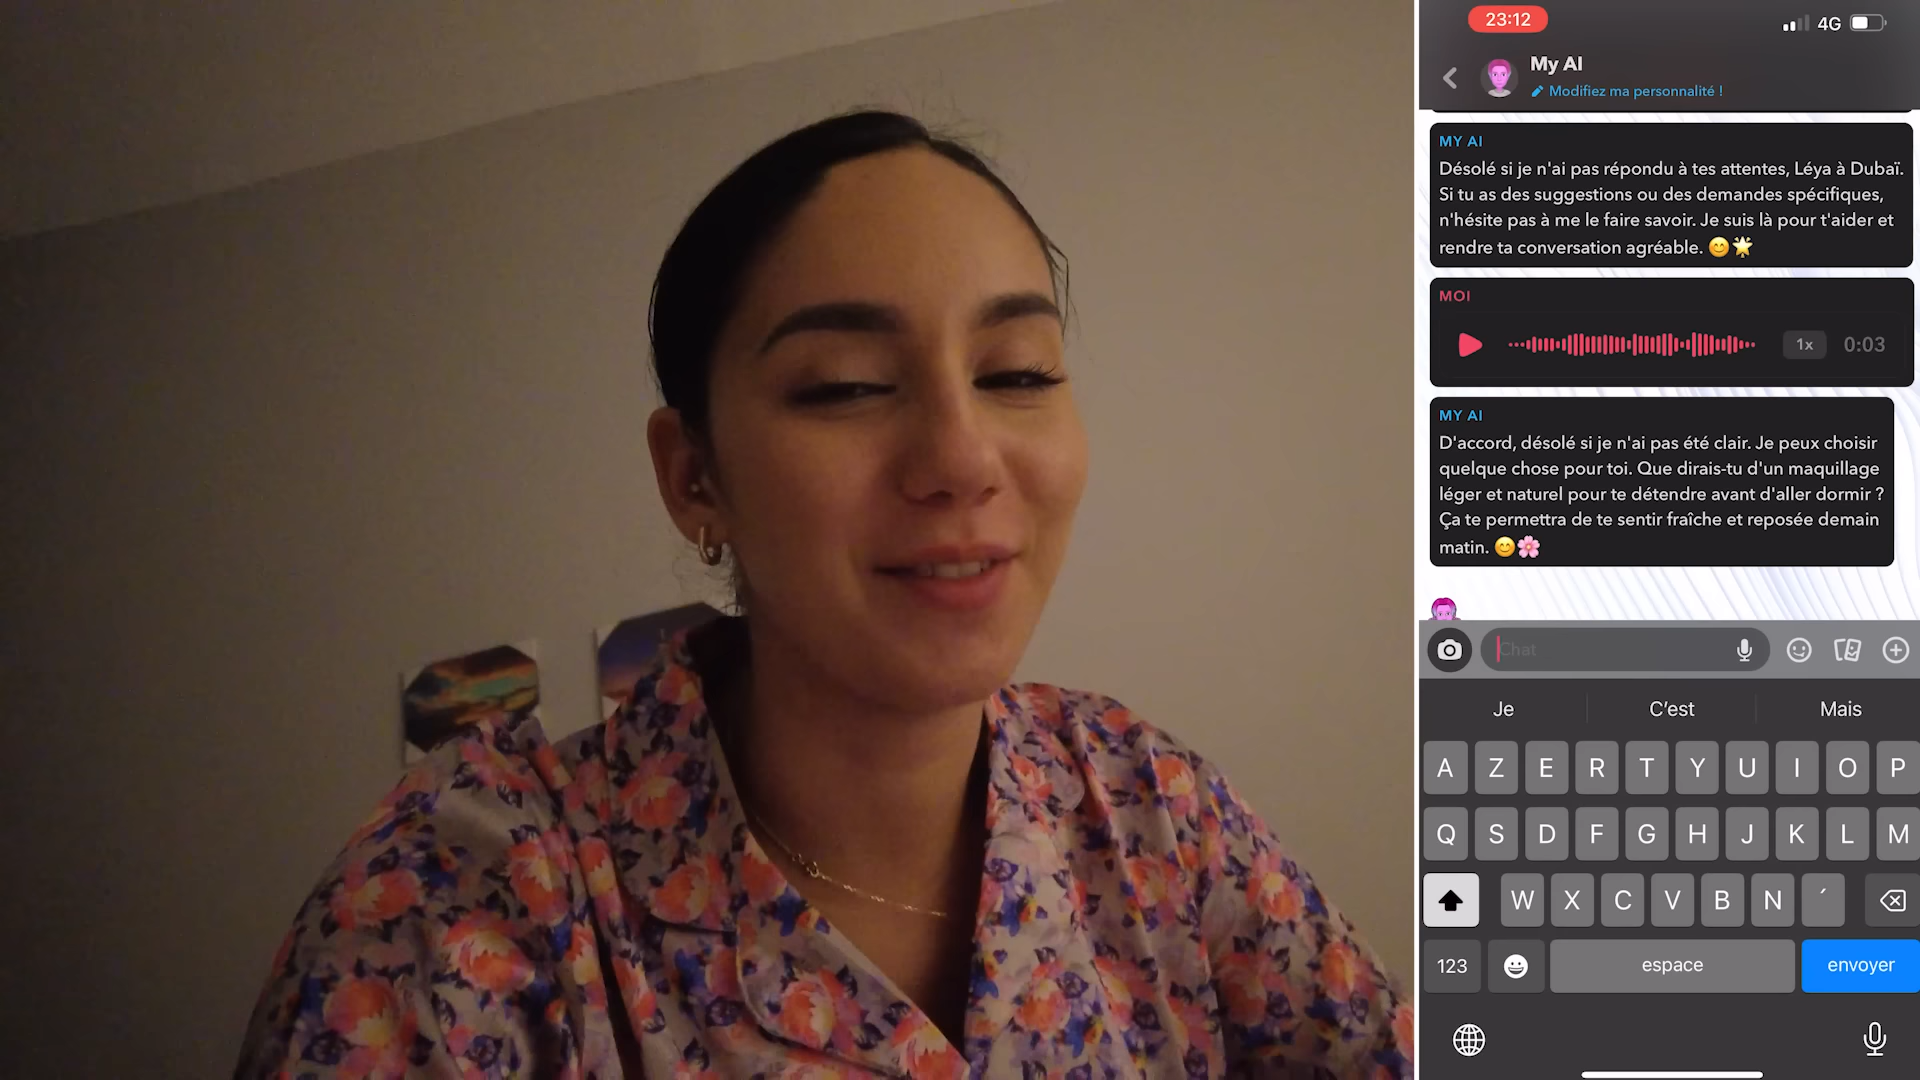 23:12
4G
My AI
Modifiez ma personnalité !
MY AI
Désolé si je n'ai pas répondu à tes attentes, Léya à Dubaï.
Si tu as des suggestions ou des demandes spécifiques,
n'hésite pas à me le faire savoir. Je suis là pour t'aider et
rendre ta conversation agréable. 😊🌟
MOI
1x 0:03
MY AI
D'accord, désolé si je n'ai pas été clair. Je peux choisir
quelque chose pour toi. Que dirais-tu d'un maquillage
léger et naturel pour te détendre avant d'aller dormir ?
Ça te permettra de te sentir fraîche et reposée demain
matin. 😊🌸
Chat
Je C'est Mais
A Z E R T Y U I O P
Q S D F G H J K L M
W X C V B N ´
123 espace envoyer